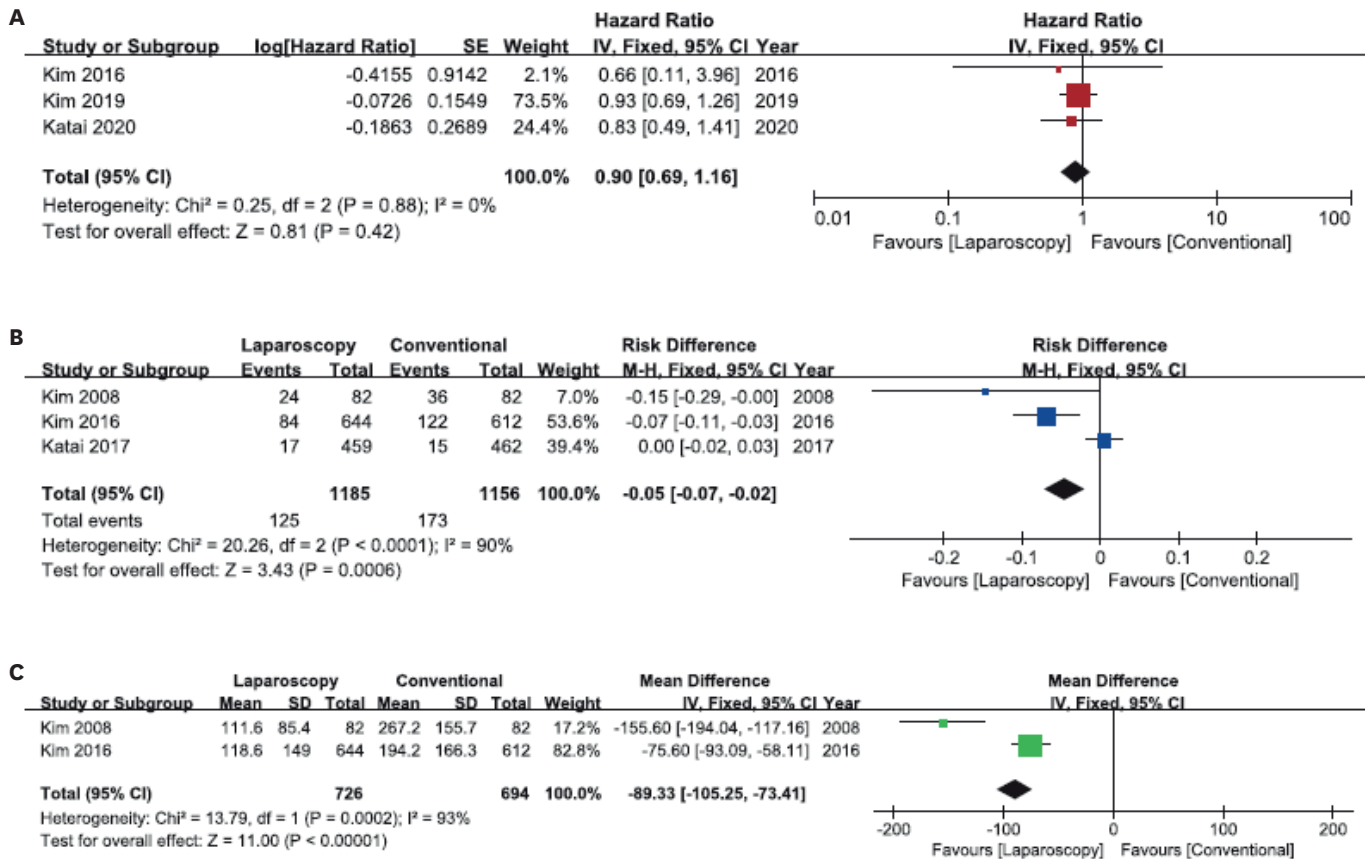 A
Hazard Ratio Hazard Ratio
Study or Subgroup log[Hazard Ratio] SE Weight IV, Fixed, 95% CI Year IV, Fixed, 95% CI
Kim 2016 -0.4155 0.9142 2.1% 0.66 [0.11, 3.96] 2016
Kim 2019 -0.0726 0.1549 73.5% 0.93 [0.69, 1.26] 2019
Katai 2020 -0.1863 0.2689 24.4% 0.83 [0.49, 1.41] 2020
Total (95% CI) 100.0% 0.90 [0.69, 1.16]
Heterogeneity: Chi² = 0.25, df = 2 (P = 0.88); I² = 0%
Test for overall effect: Z = 0.81 (P = 0.42)
0.01 0.1 1 10 100
Favours [Laparoscopy] Favours [Conventional]
B
Laparoscopy Conventional Risk Difference Risk Difference
Study or Subgroup Events Total Events Total Weight M-H, Fixed, 95% CI Year M-H, Fixed, 95% CI
Kim 2008 24 82 36 82 7.0% -0.15 [-0.29, -0.00] 2008
Kim 2016 84 644 122 612 53.6% -0.07 [-0.11, -0.03] 2016
Katai 2017 17 459 15 462 39.4% 0.00 [-0.02, 0.03] 2017
Total (95% CI) 1185 1156 100.0% -0.05 [-0.07, -0.02]
Total events 125 173
Heterogeneity: Chi² = 20.26, df = 2 (P < 0.0001); I² = 90%
Test for overall effect: Z = 3.43 (P = 0.0006)
-0.2 -0.1 0 0.1 0.2
Favours [Laparoscopy] Favours [Conventional]
C
Laparoscopy Conventional Mean Difference Mean Difference
Study or Subgroup Mean SD Total Mean SD Total Weight IV, Fixed, 95% CI Year IV, Fixed, 95% CI
Kim 2008 111.6 85.4 82 267.2 155.7 82 17.2% -155.60 [-194.04, -117.16] 2008
Kim 2016 118.6 149 644 194.2 166.3 612 82.8% -75.60 [-93.09, -58.11] 2016
Total (95% CI) 726 694 100.0% -89.33 [-105.25, -73.41]
Heterogeneity: Chi² = 13.79, df = 1 (P = 0.0002); I² = 93%
Test for overall effect: Z = 11.00 (P < 0.00001)
-200 -100 0 100 200
Favours [Laparoscopy] Favours [Conventional]